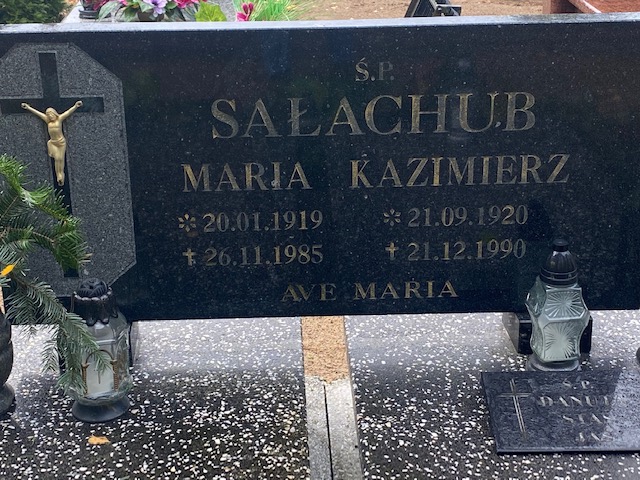 Ś.P.
SAŁACHUB
MARIA KAZIMIERZ
* 20.01.1919 * 21.09.1920
† 26.11.1985 † 21.12.1990
AVE MARIA
Ś.P.